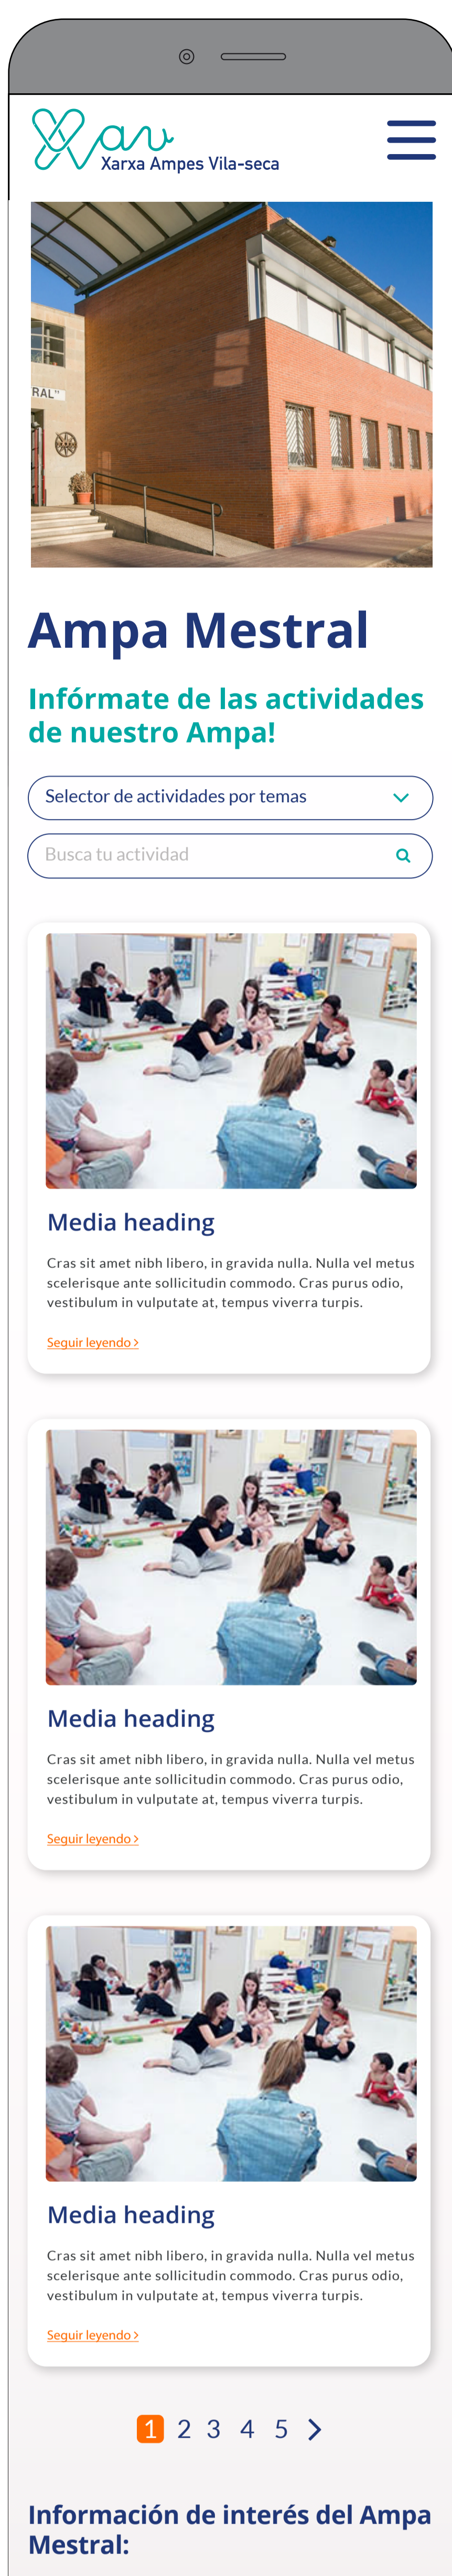 Xav
Xarxa Ampes Vila-seca
RAL"
Ampa Mestral
Infórmate de las actividades
de nuestro Ampa!
Selector de actividades por temas
Busca tu actividad
Media heading
Cras sit amet nibh libero, in gravida nulla. Nulla vel metus
scelerisque ante sollicitudin commodo. Cras purus odio,
vestibulum in vulputate at, tempus viverra turpis.
Seguir leyendo >
Media heading
Cras sit amet nibh libero, in gravida nulla. Nulla vel metus
scelerisque ante sollicitudin commodo. Cras purus odio,
vestibulum in vulputate at, tempus viverra turpis.
Seguir leyendo >
Media heading
Cras sit amet nibh libero, in gravida nulla. Nulla vel metus
scelerisque ante sollicitudin commodo. Cras purus odio,
vestibulum in vulputate at, tempus viverra turpis.
Seguir leyendo >
1 2 3 4 5 >
Información de interés del Ampa
Mestral: